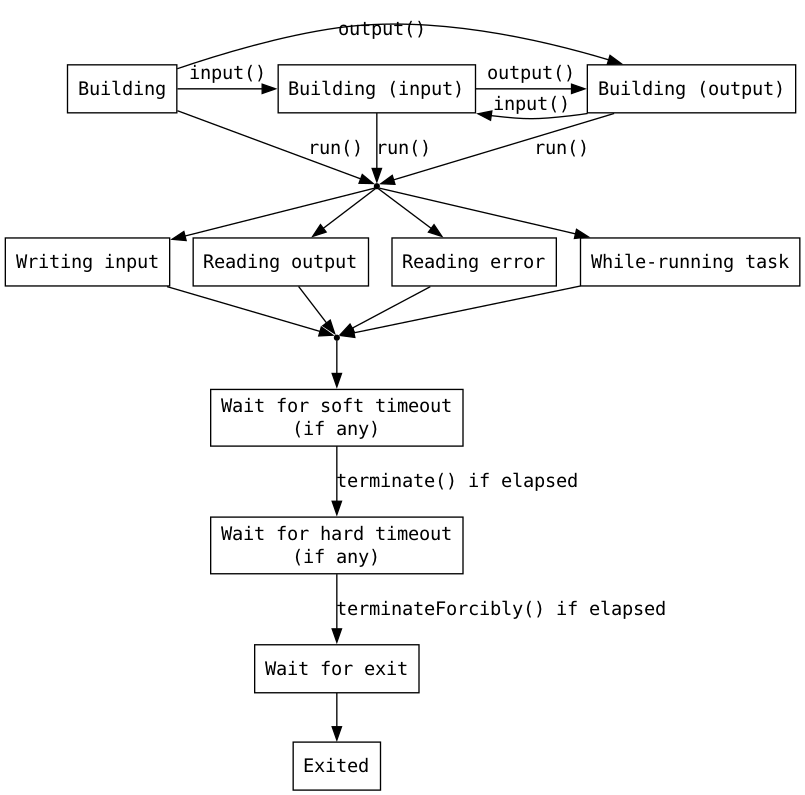 output()
Building
input()
Building (input)
output()
Building (output)
input()
run()
run()
run()
Writing input
Reading output
Reading error
While-running task
Wait for soft timeout
(if any)
terminate() if elapsed
Wait for hard timeout
(if any)
terminateForcibly() if elapsed
Wait for exit
Exited